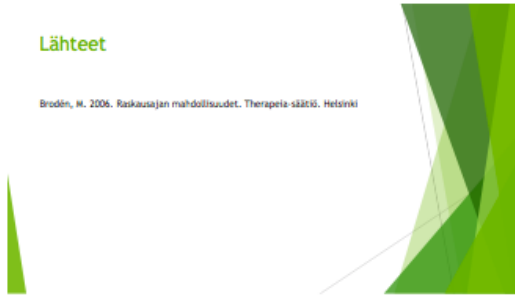 Lähteet
Brodén, M. 2006. Raskausajan mahdollisuudet. Therapeia-säätiö. Helsinki